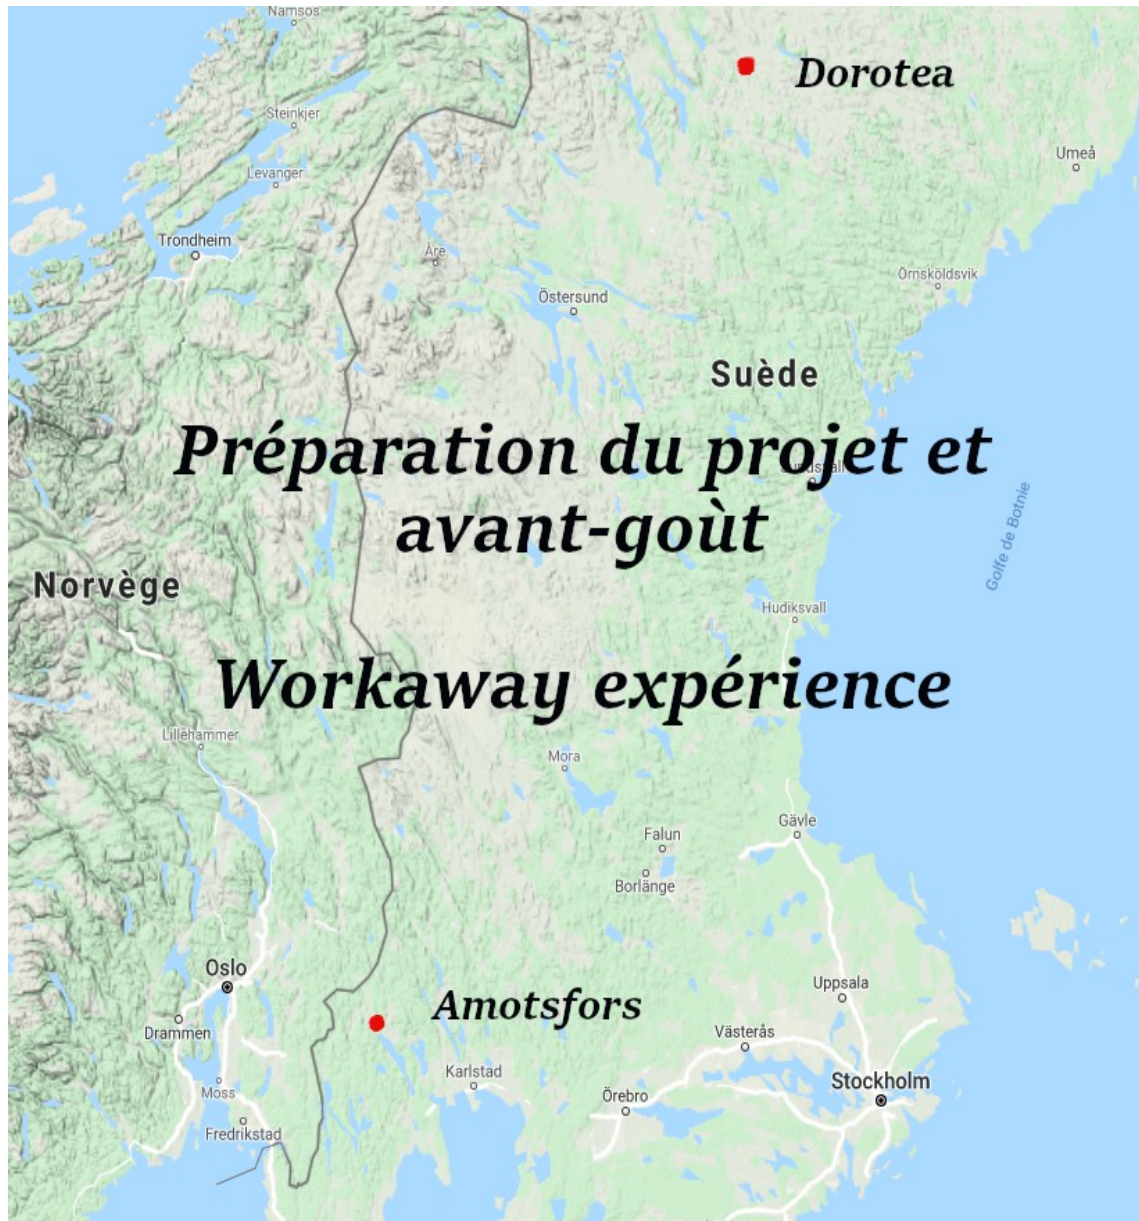 Namsos
Dorotea
Steinkjer
Umeå
Levanger
Trondheim
Åre
Örnsköldsvik
Östersund
Suède
Préparation du projet et
avant-goùt
Golfe de Botnie
Norvège
Hudiksvall
Workaway expérience
Lillehammer
Mora
Gävle
Falun
Borlänge
Oslo
Uppsala
Amotsfors
Drammen
Västerås
Karlstad
Stockholm
Moss
Örebro
Fredrikstad